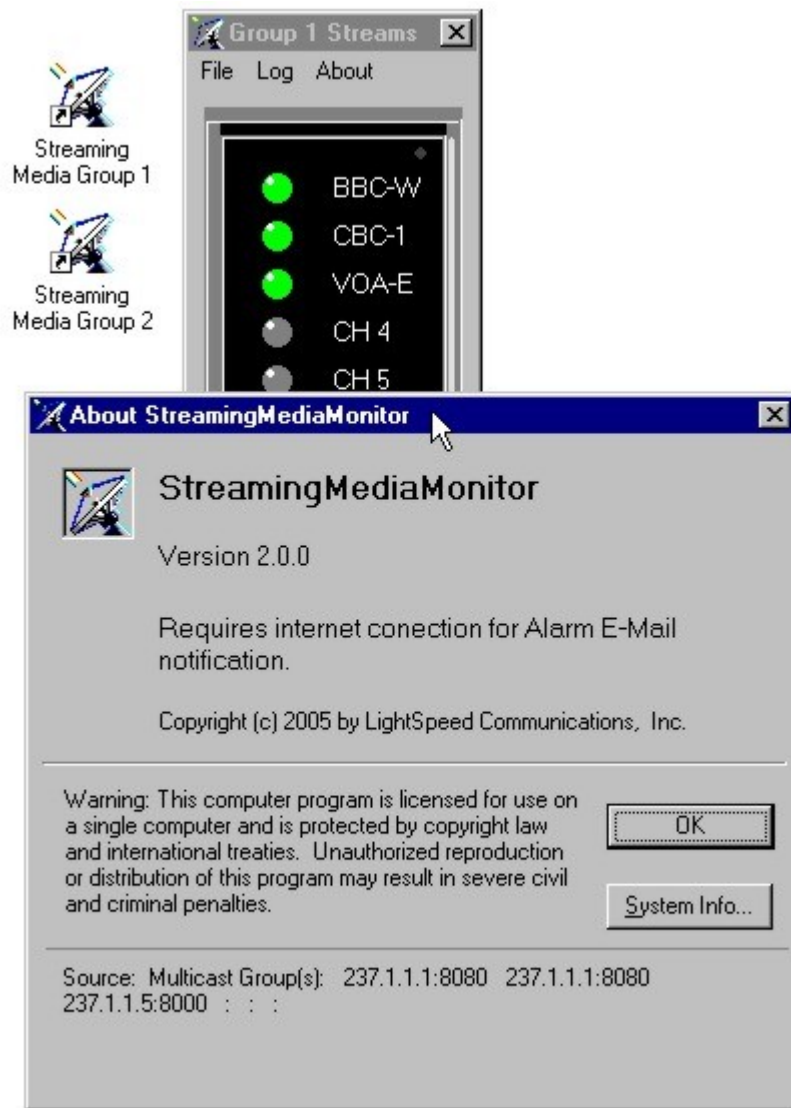 Group 1 Streams
File Log About
Streaming
Media Group 1
Streaming
Media Group 2
BBC-W
CBC-1
VOA-E
CH 4
CH 5
About StreamingMediaMonitor
StreamingMediaMonitor
Version 2.0.0
Requires internet conection for Alarm E-Mail
notification.
Copyright (c) 2005 by LightSpeed Communications, Inc.
Warning: This computer program is licensed for use on
a single computer and is protected by copyright law
and international treaties. Unauthorized reproduction
or distribution of this program may result in severe civil
and criminal penalties.
OK
System Info...
Source: Multicast Group(s): 237.1.1.1:8080 237.1.1.1:8080
237.1.1.5:8000 : : :